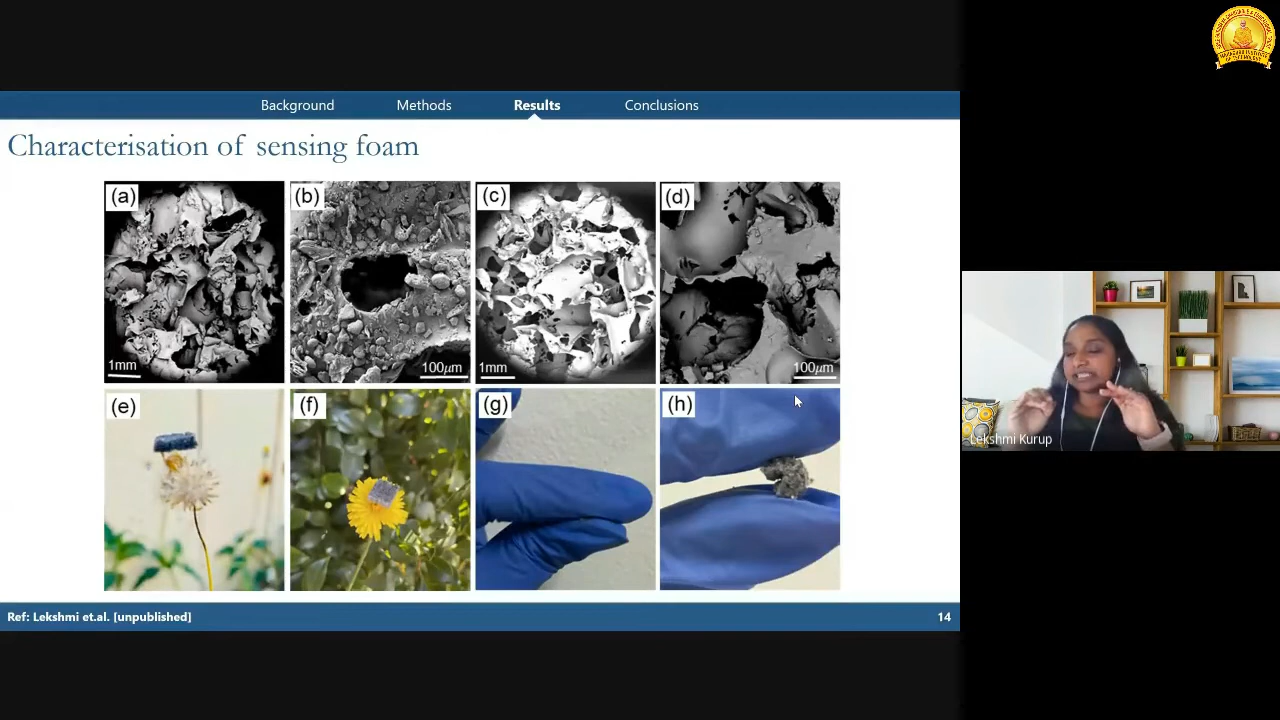 Background Methods Results Conclusions
Characterisation of sensing foam
(a) (b) (c) (d)
1mm 100μm 1mm 100μm
(e) (f) (g) (h)
Ref: Lekshmi et.al. [unpublished] 14
Lekshmi Kurup